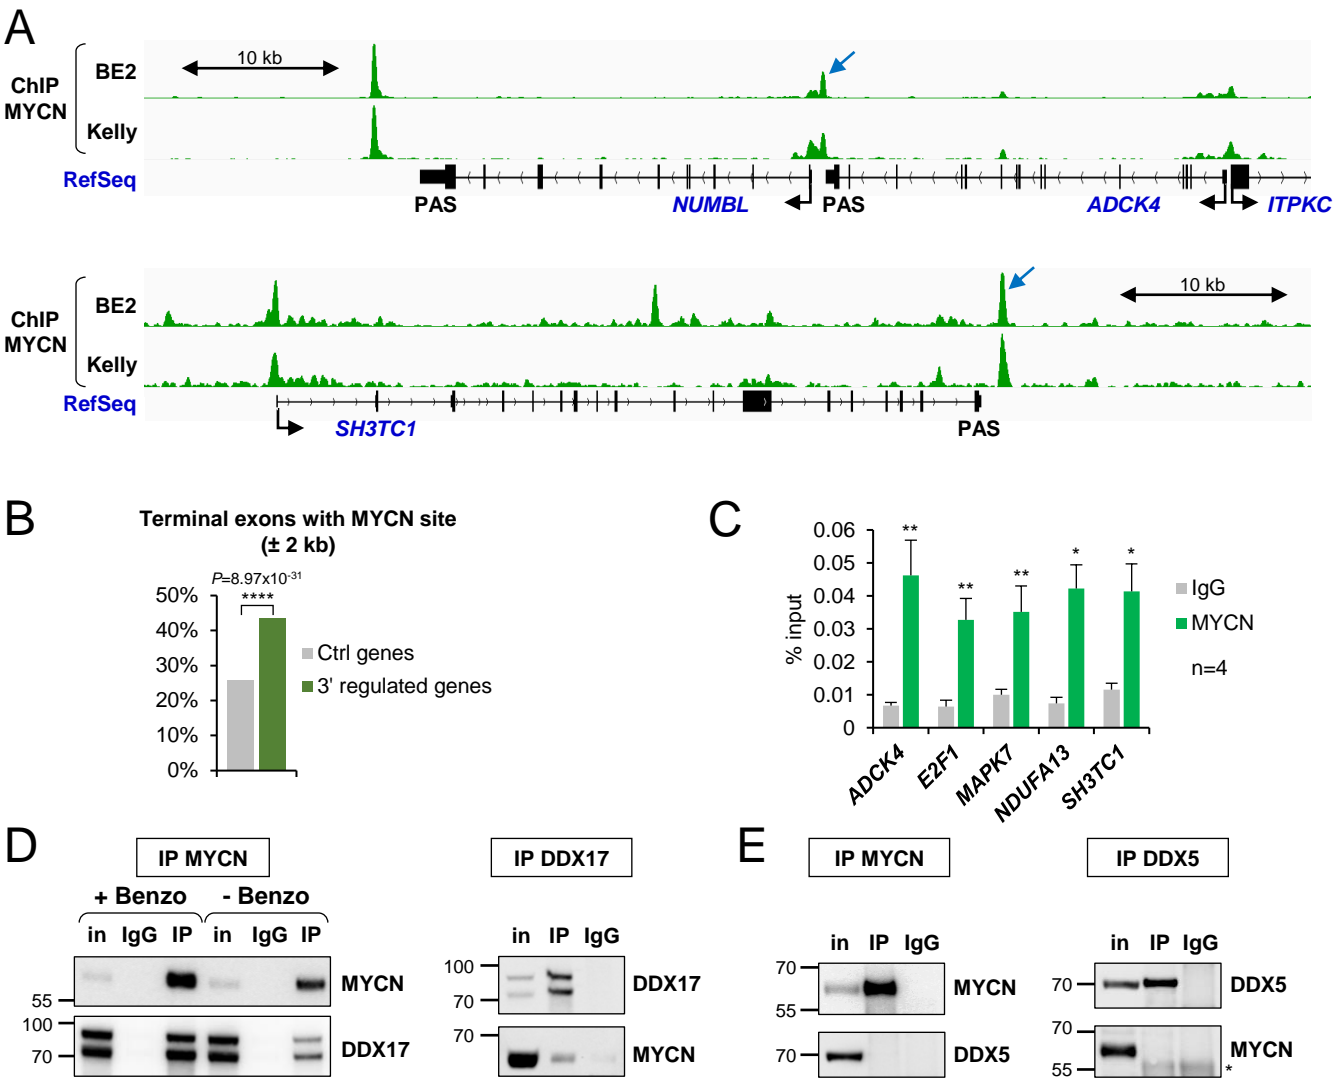 A
10 kb
BE2
ChIP
MYCN
Kelly
RefSeq
PAS
NUMBL
PAS
ADCK4
ITPKC
10 kb
BE2
ChIP
MYCN
Kelly
RefSeq
SH3TC1
PAS
B
Terminal exons with MYCN site
(± 2 kb)
P=8.97x10-31
****
50%
40%
30%
20%
10%
0%
Ctrl genes
3' regulated genes
C
0.06
0.05
0.04
0.03
0.02
0.01
0
% input
**
**
**
*
*
IgG
MYCN
n=4
ADCK4
E2F1
MAPK7
NDUFA13
SH3TC1
D
IP MYCN
+ Benzo - Benzo
in IgG IP in IgG IP
MYCN
55
100
70
DDX17
IP DDX17
in IP IgG
100
70
DDX17
70
MYCN
E
IP MYCN
in IP IgG
70
55
MYCN
70
DDX5
IP DDX5
in IP IgG
70
DDX5
70
55
MYCN
*